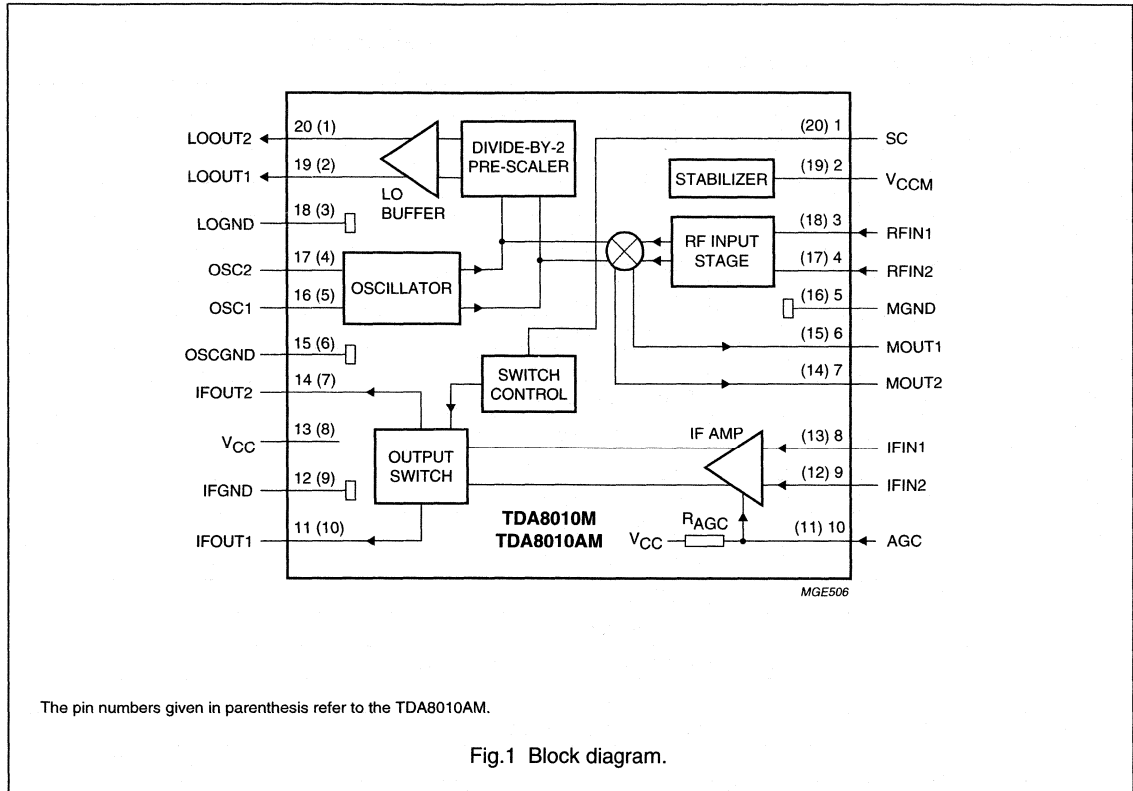 LOOUT2
20 (1)
LOOUT1
19 (2)
LO
BUFFER
DIVIDE-BY-2
PRE-SCALER
LOGND
18 (3)
OSC2
17 (4)
OSC1
16 (5)
OSCILLATOR
OSCGND
15 (6)
IFOUT2
14 (7)
VCC
13 (8)
IFGND
12 (9)
IFOUT1
11 (10)
OUTPUT
SWITCH
SWITCH
CONTROL
(20) 1
SC
STABILIZER
(19) 2
VCCM
RF INPUT
STAGE
(18) 3
RFIN1
(17) 4
RFIN2
(16) 5
MGND
(15) 6
MOUT1
(14) 7
MOUT2
IF AMP
(13) 8
IFIN1
(12) 9
IFIN2
TDA8010M
TDA8010AM
VCC
RAGC
(11) 10
AGC
MGE506
The pin numbers given in parenthesis refer to the TDA8010AM.
Fig.1 Block diagram.